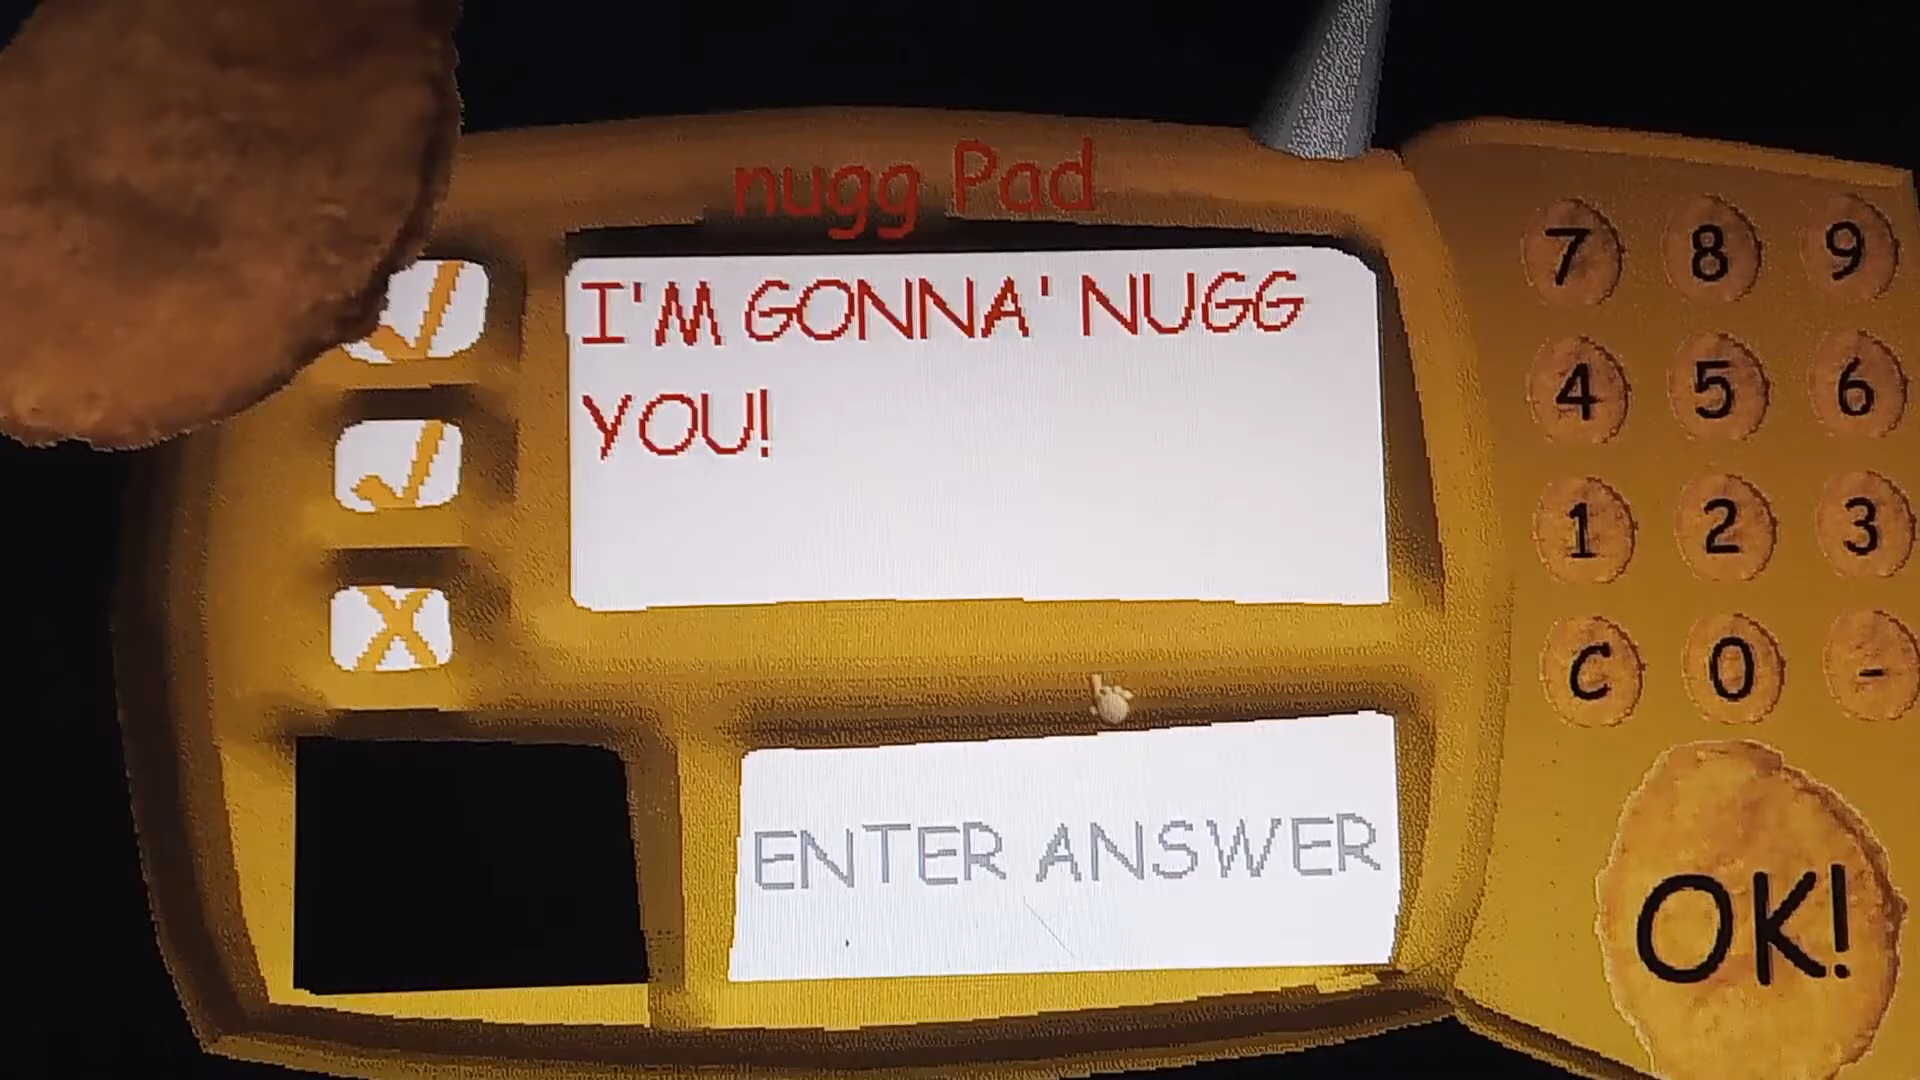 nugg Pad
I'M GONNA' NUGG
YOU!
7 8 9
4 5 6
1 2 3
C 0 -
ENTER ANSWER
OK!